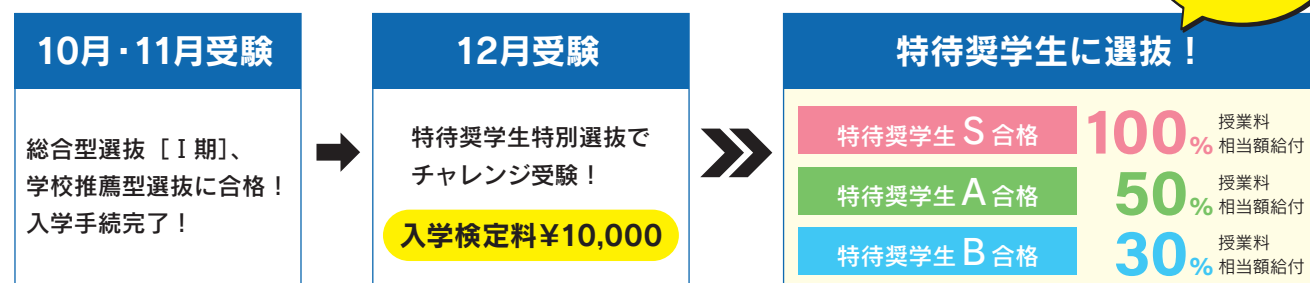 10月・11月受験
総合型選抜［Ⅰ期］、
学校推薦型選抜に合格！
入学手続完了！
12月受験
特待奨学生特別選抜で
チャレンジ受験！
入学検定料¥10,000
特待奨学生に選抜！
特待奨学生S合格 100% 授業料
相当額給付
特待奨学生A合格 50% 授業料
相当額給付
特待奨学生B合格 30% 授業料
相当額給付